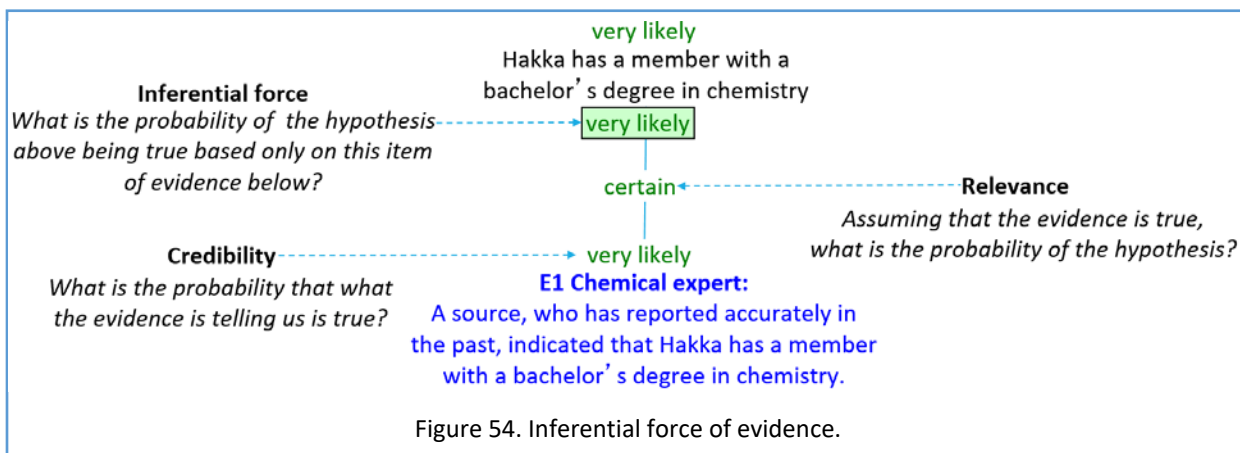 very likely
Hakka has a member with a
bachelor’s degree in chemistry
Inferential force
What is the probability of the hypothesis
above being true based only on this item
of evidence below?
very likely
certain
Relevance
Assuming that the evidence is true,
what is the probability of the hypothesis?
Credibility
What is the probability that what
the evidence is telling us is true?
very likely
E1 Chemical expert:
A source, who has reported accurately in
the past, indicated that Hakka has a member
with a bachelor’s degree in chemistry.
Figure 54. Inferential force of evidence.